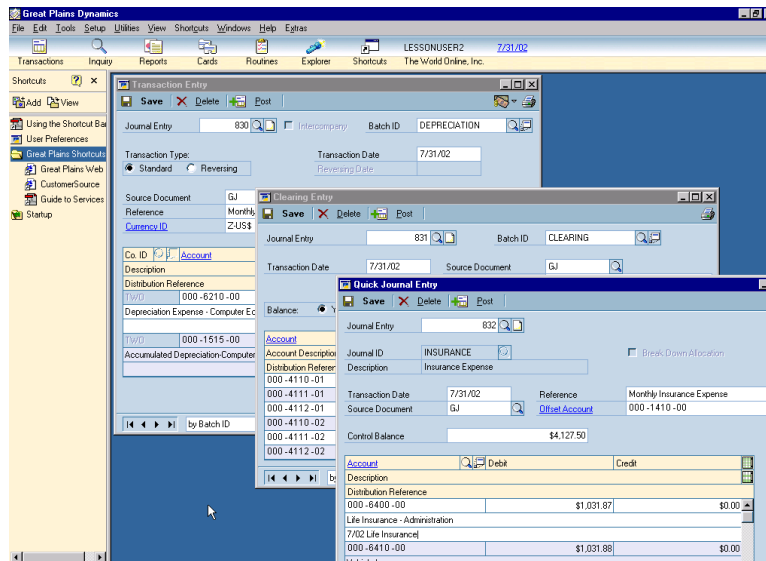 Great Plains Dynamics
File Edit Tools Setup Utilities View Shortcuts Windows Help Extras
Transactions Inquiry Reports Cards Routines Explorer Shortcuts
LESSONUSER2 7/31/02
The World Online, Inc.
Shortcuts
Add View
Using the Shortcut Bar
User Preferences
Great Plains Shortcuts
Great Plains Web
CustomerSource
Guide to Services
Startup
Transaction Entry
Save Delete Post
Journal Entry 830 Intercompany Batch ID DEPRECIATION
Transaction Type: Transaction Date 7/31/02
Standard Reversing Reversing Date
Source Document GJ
Reference Monthly
Currency ID Z-US$
Co. ID Account
Description
Distribution Reference
TWO 000 -6210 -00
Depreciation Expense - Computer Ec
TWO 000 -1515 -00
Accumulated Depreciation-Computer
by Batch ID
Clearing Entry
Save Delete Post
Journal Entry 831 Batch ID CLEARING
Transaction Date 7/31/02 Source Document GJ
Balance: Y
Account
Account Description
Distribution Referen
000 -4110 -01
000 -4111 -01
000 -4112 -01
000 -4110 -02
000 -4111 -02
000 -4112 -02
Quick Journal Entry
Save Delete Post
Journal Entry 832
Journal ID INSURANCE Break Down Allocation
Description Insurance Expense
Transaction Date 7/31/02 Reference Monthly Insurance Expense
Source Document GJ Offset Account 000 -1410 -00
Control Balance $4,127.50
Account Debit Credit
Description
Distribution Reference
000 -6400 -00 $1,031.87 $0.00
Life Insurance - Administration
7/02 Life Insurance
000 -6410 -00 $1,031.88 $0.00